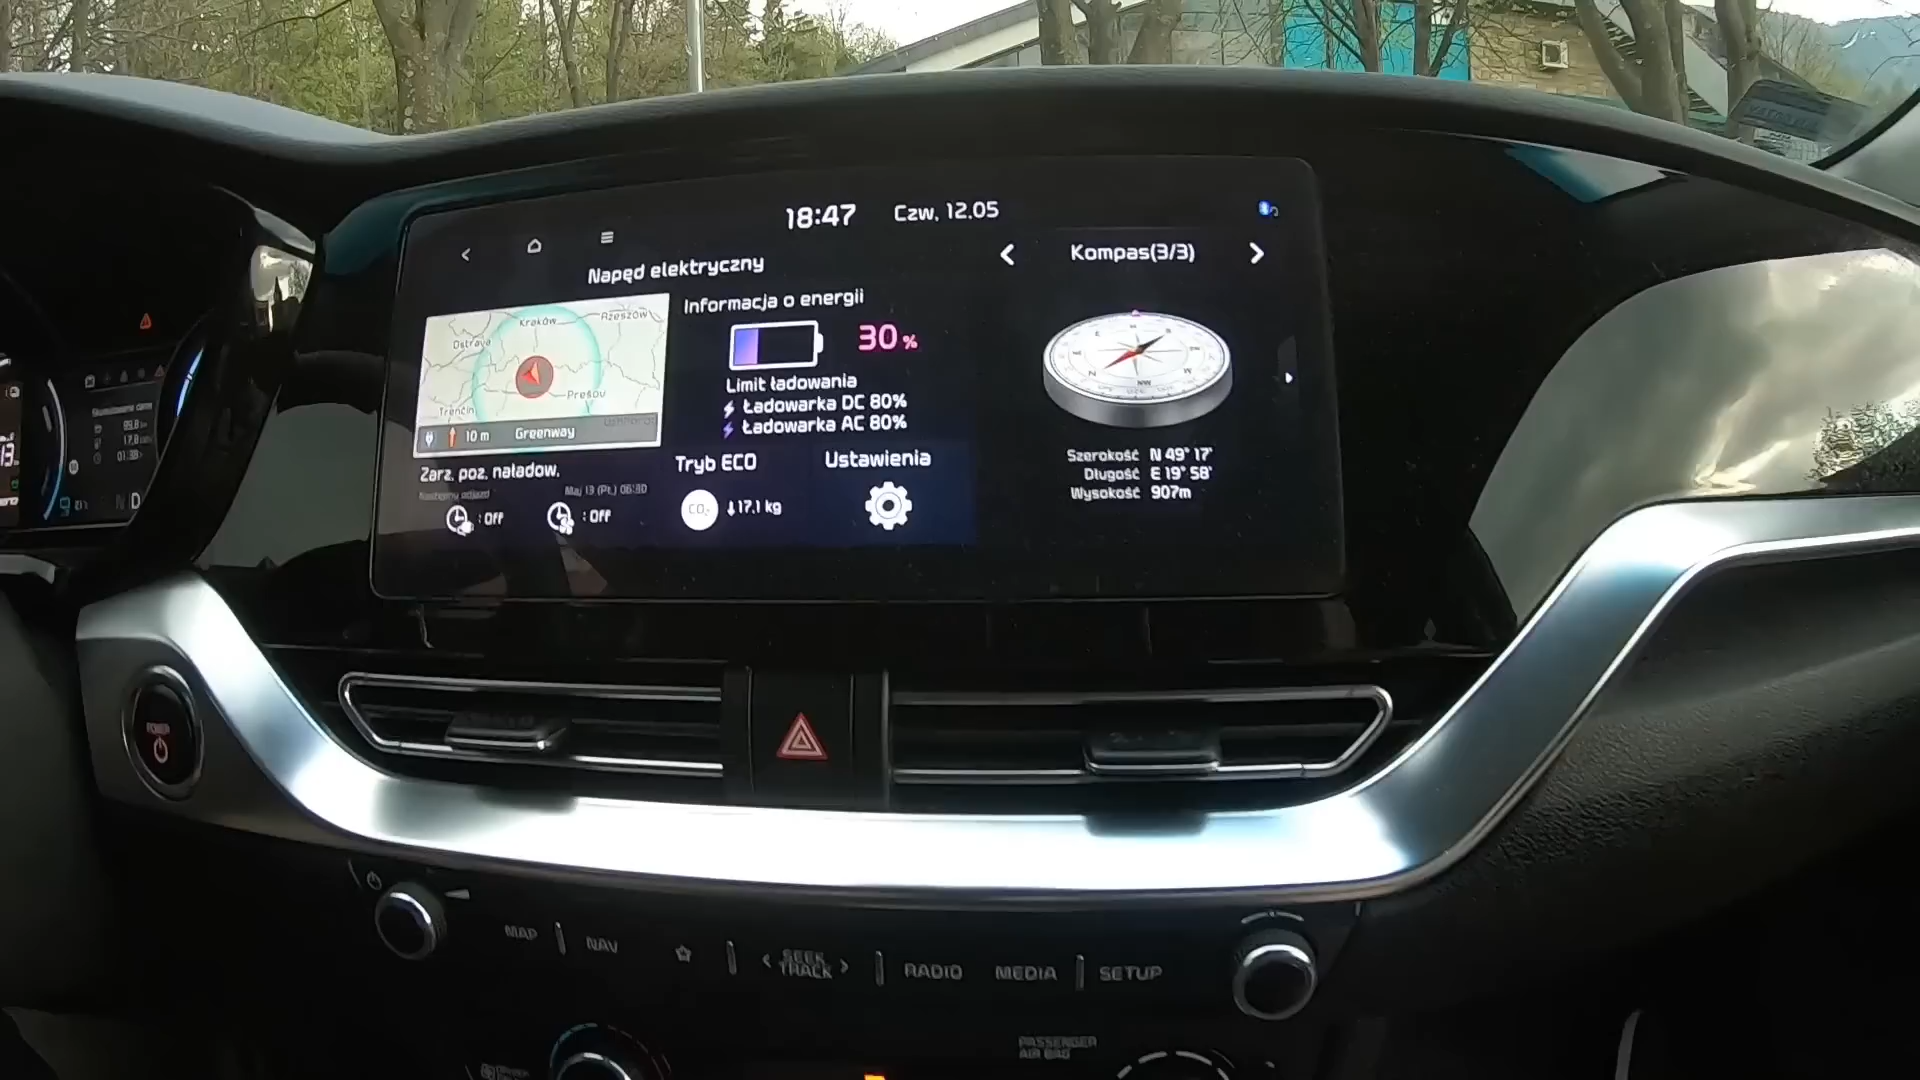 18:47 Czw, 12.05
Napęd elektryczny
Kompas(3/3)
Informacja o energii
Kraków
Rzeszów
Ostrava
Prešov
Trenčín
10 m Greenway
30 %
Limit ładowania
Ładowarka DC 80%
Ładowarka AC 80%
Zarz. poz. naładow.
Następny odjazd Maj 13 (Pt.) 06:30
: Off : Off
Tryb ECO
CO₂ 17.1 kg
Ustawienia
Szerokość N 49° 17'
Długość E 19° 58'
Wysokość 907m
D
POWER
MAP NAV SEEK TRACK RADIO MEDIA SETUP
PASSENGER
AIR BAG